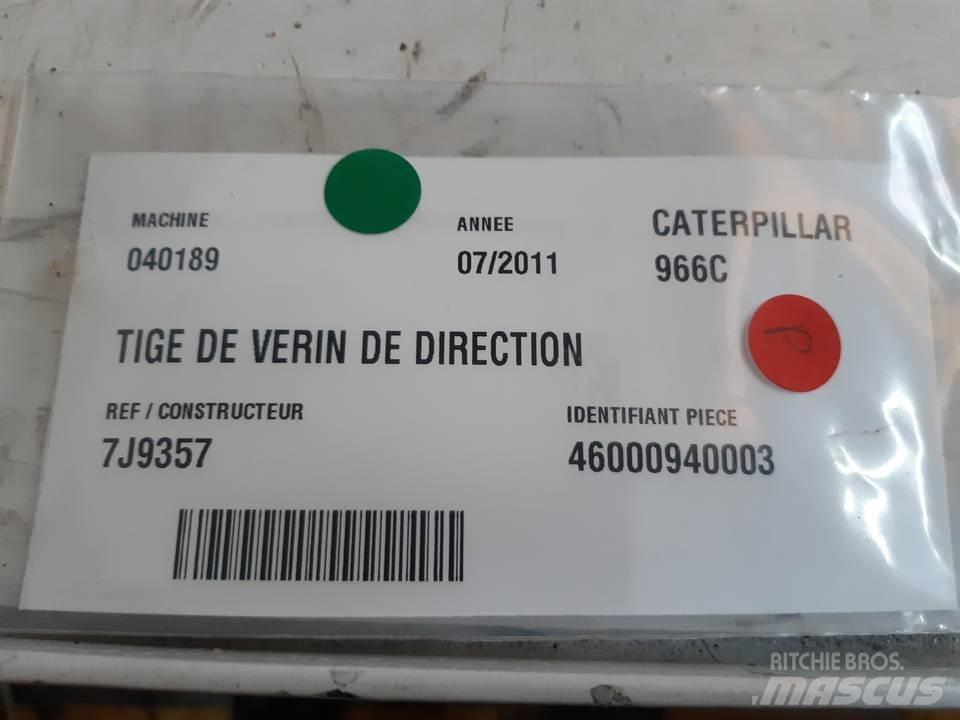 MACHINE
040189
ANNEE
07/2011
CATERPILLAR
966C
TIGE DE VERIN DE DIRECTION
REF / CONSTRUCTEUR
7J9357
IDENTIFIANT PIECE
46000940003
RITCHIE BROS.
MASCUS